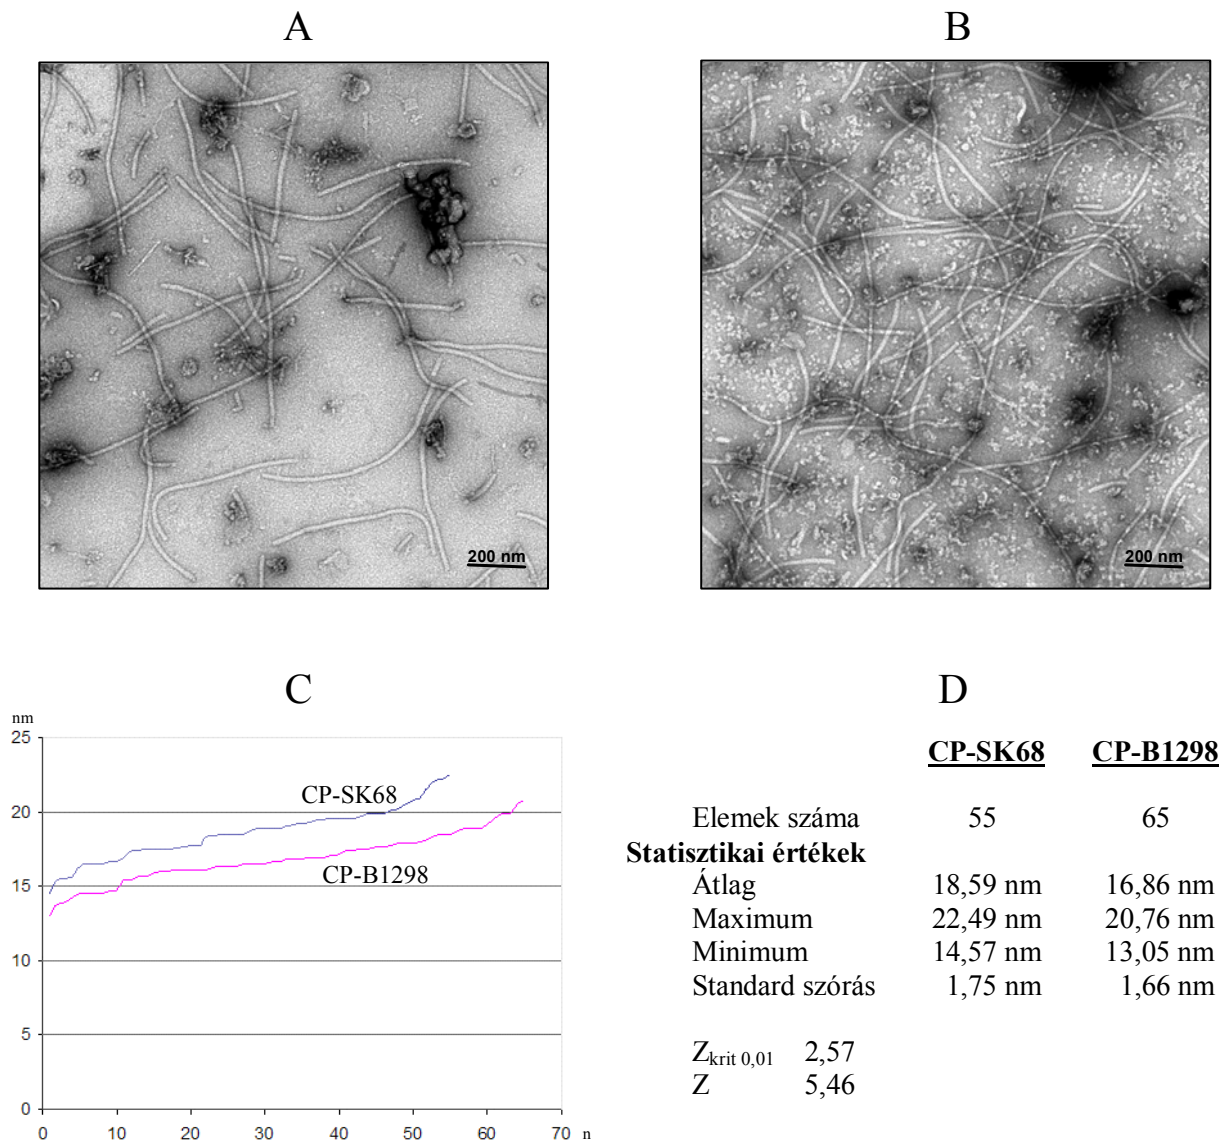 A
B
200 nm
200 nm
C
D
nm
25
20
15
10
5
0
0 10 20 30 40 50 60 70 n
CP-SK68
CP-B1298
CP-SK68 CP-B1298
Elemek száma 55 65
Statisztikai értékek
Átlag 18,59 nm 16,86 nm
Maximum 22,49 nm 20,76 nm
Minimum 14,57 nm 13,05 nm
Standard szórás 1,75 nm 1,66 nm
Zkrit 0,01 2,57
Z 5,46